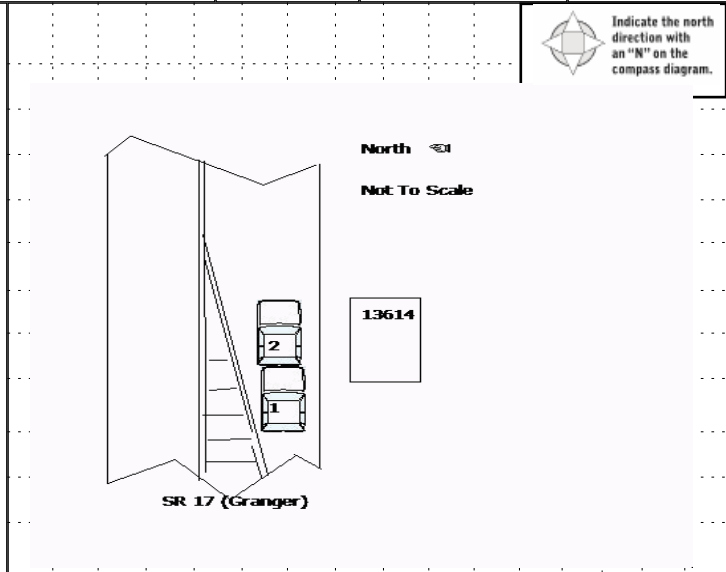 Indicate the north
direction with
an “N” on the
compass diagram.
North
Not To Scale
13614
2
1
SR 17 (Granger)